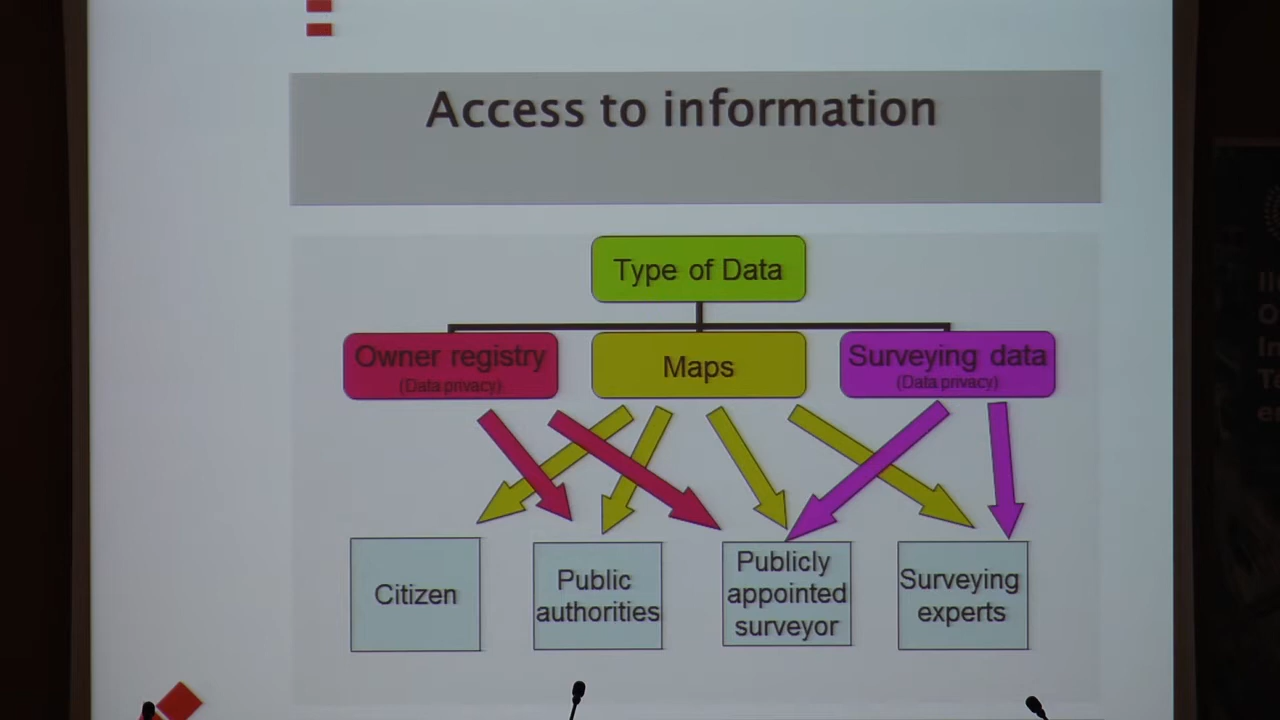 Access to information
Type of Data
Owner registry
(Data privacy)
Maps
Surveying data
(Data privacy)
Citizen
Public
authorities
Publicly
appointed
surveyor
Surveying
experts